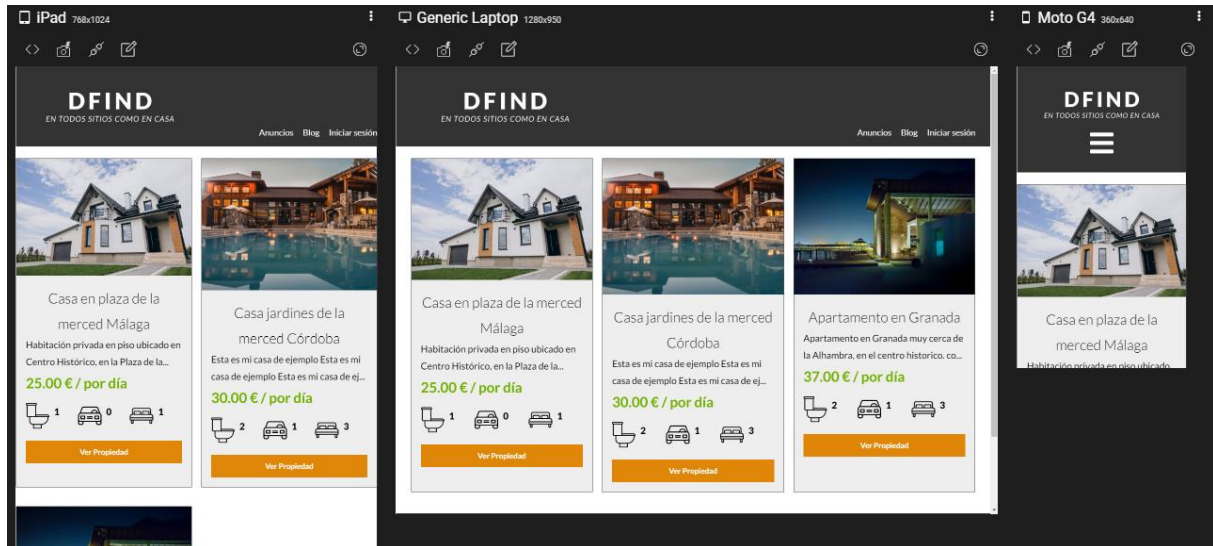 iPad 768x1024
DFIND
EN TODOS SITIOS COMO EN CASA
Anuncios Blog Iniciar sesión
Casa en plaza de la
merced Málaga
Habitación privada en piso ubicado en
Centro Histórico, en la Plaza de la...
25.00 € / por día
1 0 1
Ver Propiedad
Casa jardines de la
merced Córdoba
Esta es mi casa de ejemplo Esta es mi
casa de ejemplo Esta es mi casa de ej...
30.00 € / por día
2 1 3
Ver Propiedad
Generic Laptop 1280x950
DFIND
EN TODOS SITIOS COMO EN CASA
Anuncios Blog Iniciar sesión
Casa en plaza de la merced
Málaga
Habitación privada en piso ubicado en
Centro Histórico, en la Plaza de la...
25.00 € / por día
1 0 1
Ver Propiedad
Casa jardines de la merced
Córdoba
Esta es mi casa de ejemplo Esta es mi
casa de ejemplo Esta es mi casa de ej...
30.00 € / por día
2 1 3
Ver Propiedad
Apartamento en Granada
Apartamento en Granada muy cerca de
la Alhambra, en el centro historico. co...
37.00 € / por día
2 1 3
Ver Propiedad
Moto G4 360x640
DFIND
EN TODOS SITIOS COMO EN CASA
Casa en plaza de la
merced Málaga
Habitación privada en piso ubicado